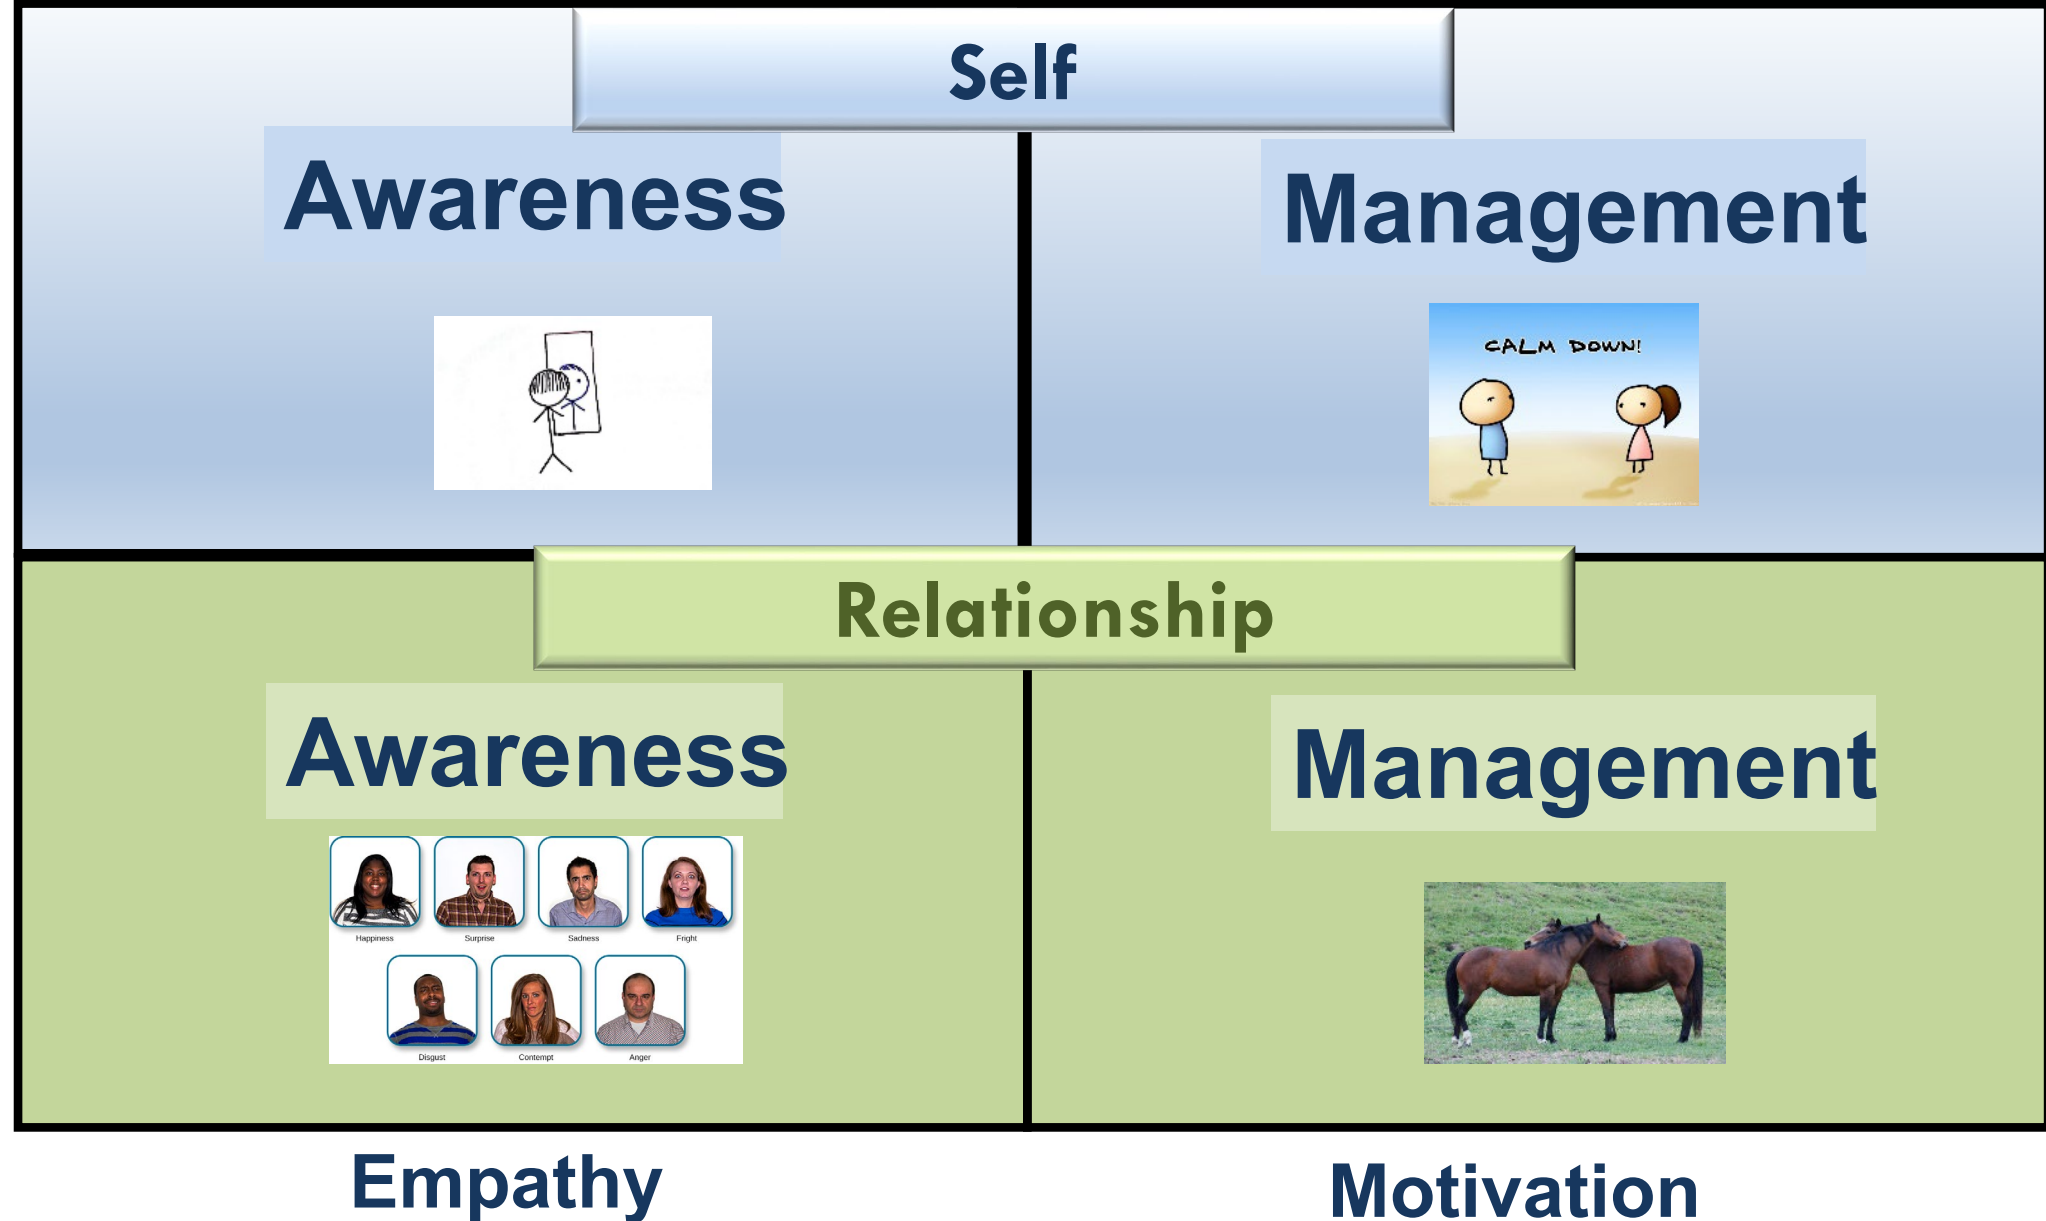 Self
Awareness
Management
CALM DOWN!
Relationship
Awareness
Management
Happiness
Surprise
Sadness
Fright
Disgust
Contempt
Anger
Empathy
Motivation